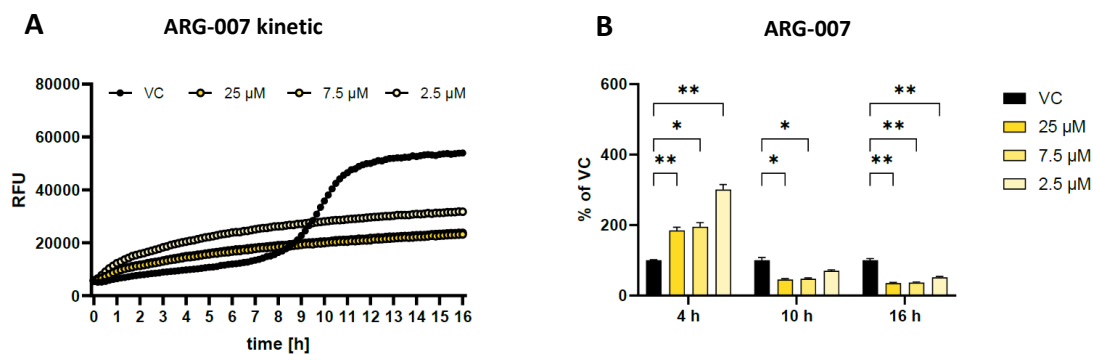 A
ARG-007 kinetic
80000
60000
40000
20000
0
RFU
VC 25 µM 7.5 µM 2.5 µM
0 1 2 3 4 5 6 7 8 9 10 11 12 13 14 15 16
time [h]
B
ARG-007
600
400
200
0
% of VC
** * **
* *
** ** **
4 h 10 h 16 h
VC
25 µM
7.5 µM
2.5 µM